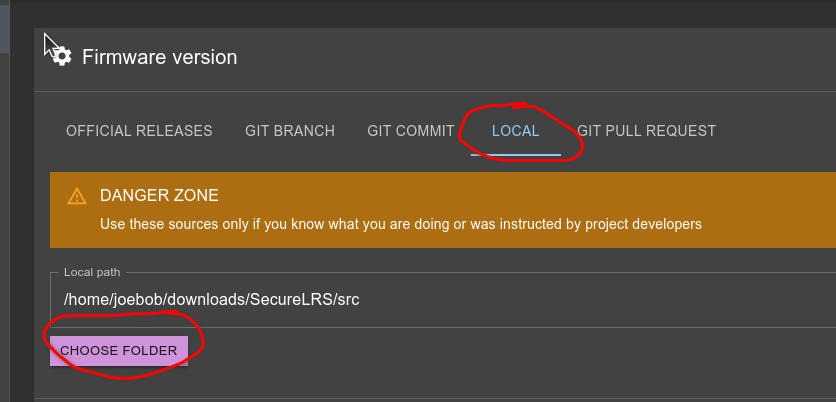 Firmware version
OFFICIAL RELEASES GIT BRANCH GIT COMMIT LOCAL GIT PULL REQUEST
DANGER ZONE
Use these sources only if you know what you are doing or was instructed by project developers
Local path
/home/joebob/downloads/SecureLRS/src
CHOOSE FOLDER